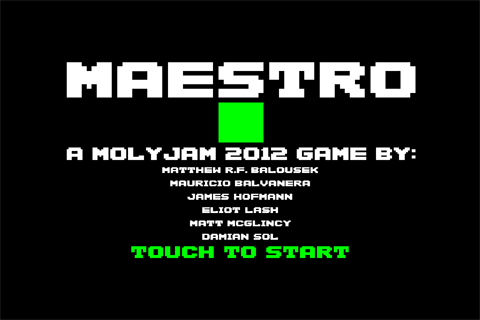 MAESTRO
A MOLYJAM 2012 GAME BY:
MATTHEW R.F. BALOUSEK
MAURICIO BALVANERA
JAMES HOFMANN
ELIOT LASH
MATT MCGLINCY
DAMIAN SOL
TOUCH TO START